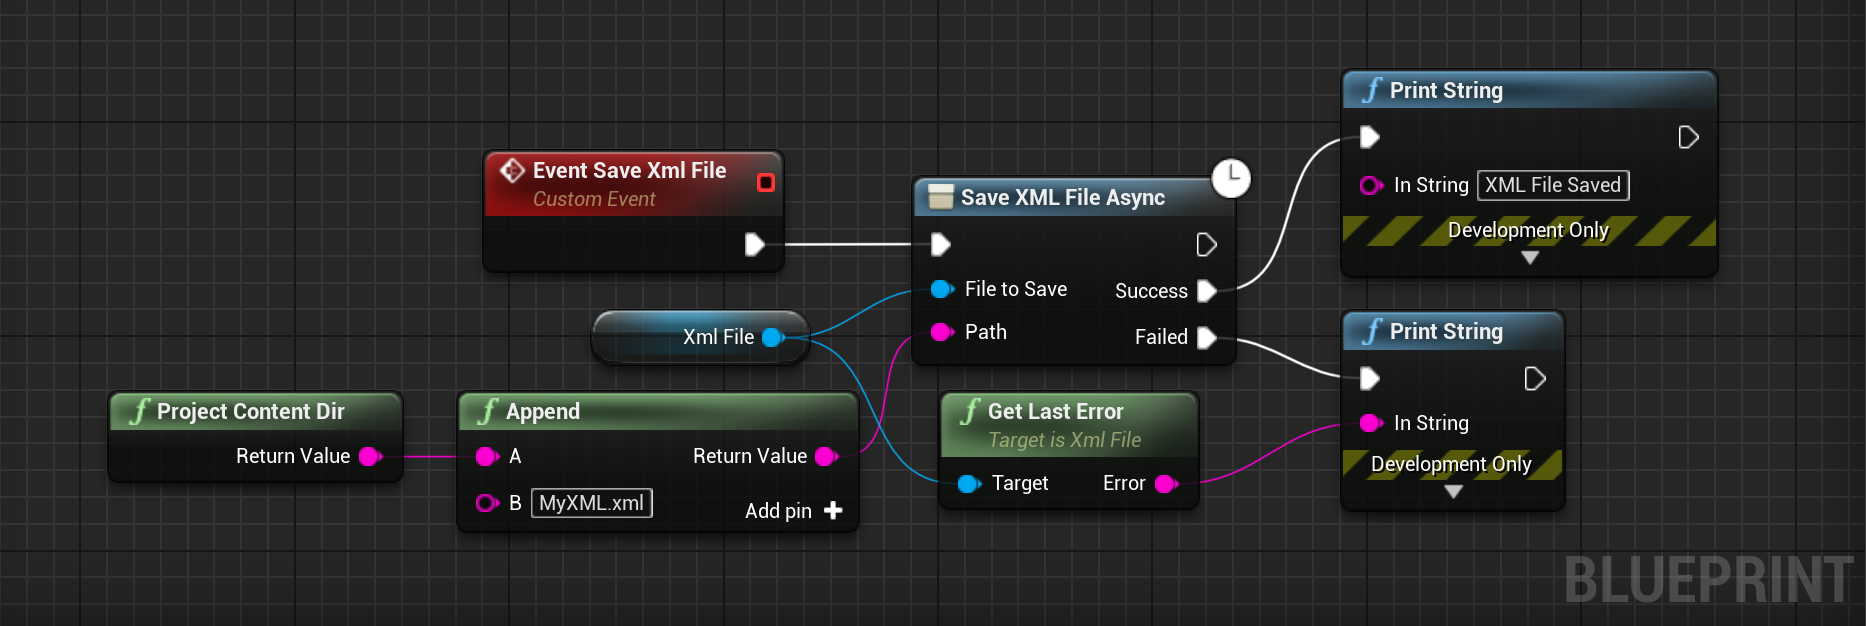 Event Save Xml File
Custom Event
Save XML File Async
File to Save
Success
Path
Failed
Print String
In String XML File Saved
Development Only
Xml File
Project Content Dir
Return Value
Append
A
Return Value
B MyXML.xml
Add pin
Get Last Error
Target is Xml File
Target
Error
Print String
In String
Development Only
BLUEPRINT